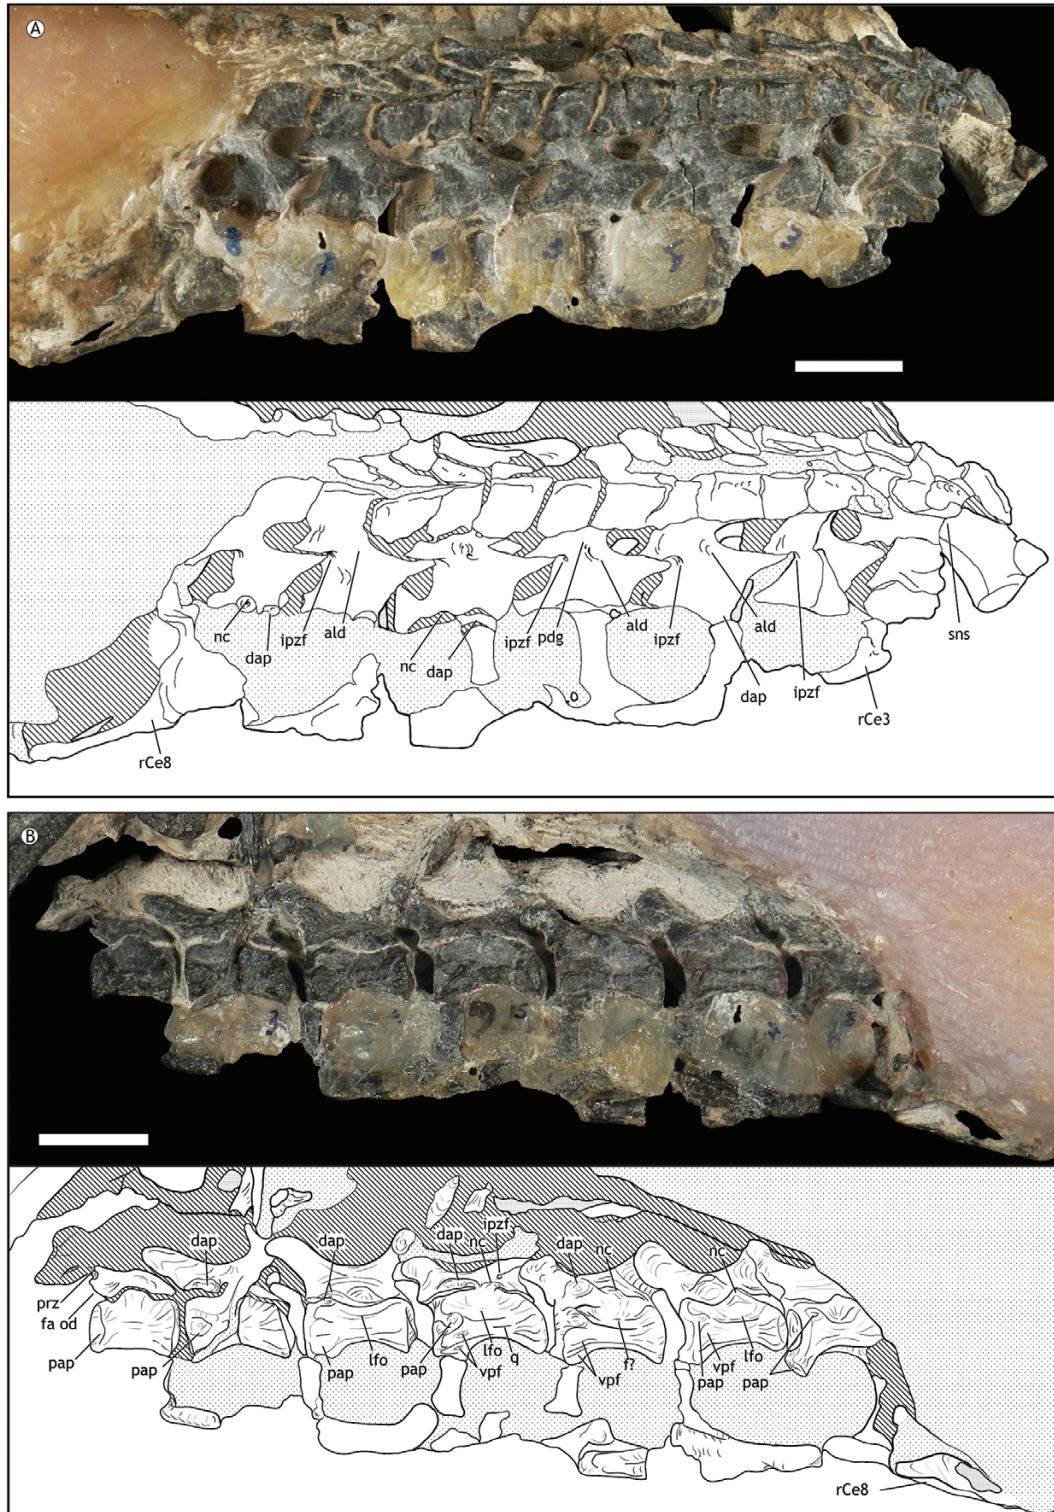 A
8
7
5
3
nc
dap
ipzf
ald
nc
dap
ipzf
pdg
ald
ipzf
dap
ald
ipzf
rCe3
sns
rCe8
B
3
5
dap
dap
dap
nc
ipzf
dap
nc
nc
prz
fa od
pap
pap
pap
lfo
pap
vpf
lfo
q
vpf
f?
pap
vpf
lfo
pap
rCe8